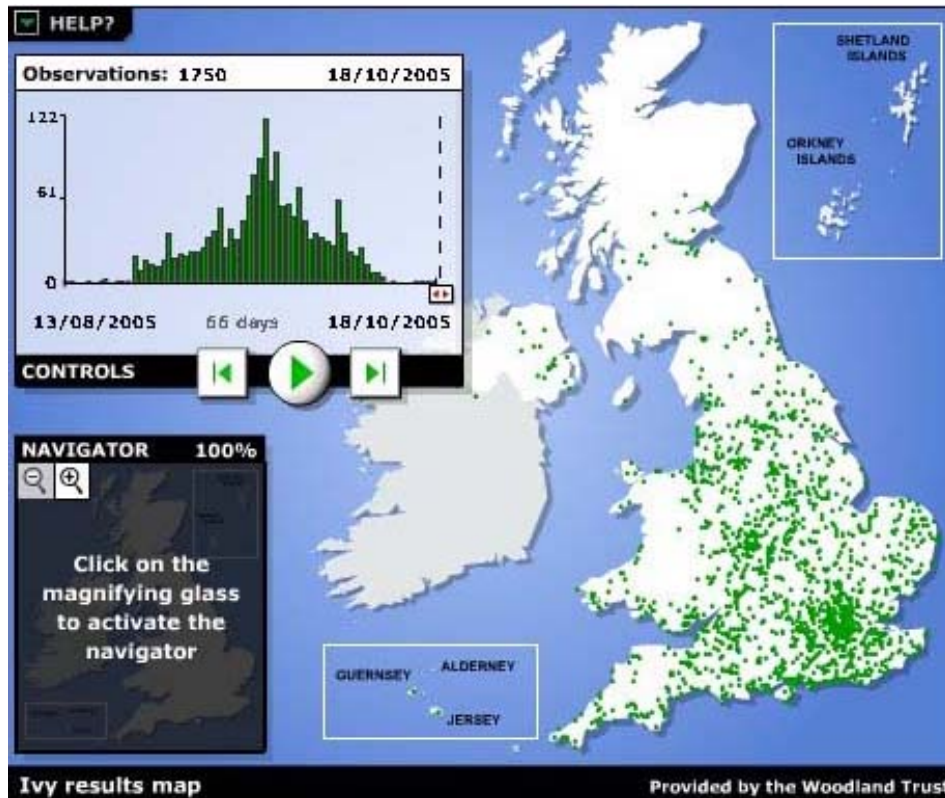 HELP?
Observations: 1750 18/10/2005
122
61
0
13/08/2005 66 days 18/10/2005
CONTROLS
NAVIGATOR 100%
Click on the
magnifying glass
to activate the
navigator
SHETLAND
ISLANDS
ORKNEY
ISLANDS
GUERNSEY
ALDERNEY
JERSEY
Ivy results map
Provided by the Woodland Trust